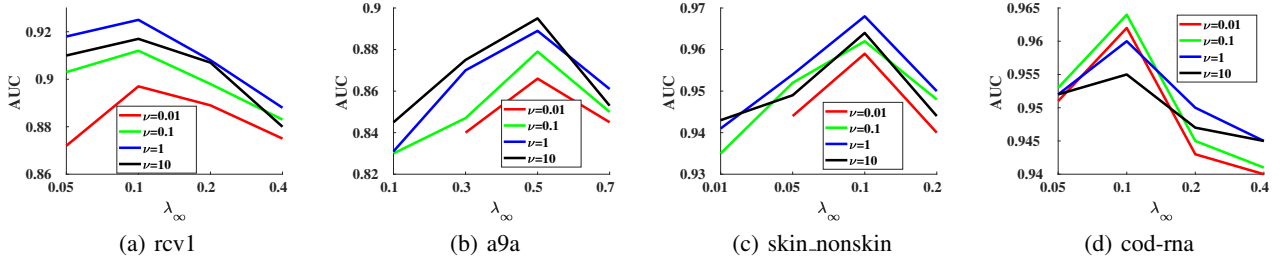 0.92
0.9
0.88
0.86
AUC
0.05 0.1 0.2 0.4
λ∞
ν=0.01
ν=0.1
ν=1
ν=10
(a) rcv1
0.9
0.88
0.86
0.84
0.82
AUC
0.1 0.3 0.5 0.7
λ∞
ν=0.01
ν=0.1
ν=1
ν=10
(b) a9a
0.97
0.96
0.95
0.94
0.93
AUC
0.01 0.05 0.1 0.2
λ∞
ν=0.01
ν=0.1
ν=1
ν=10
(c) skin_nonskin
0.965
0.96
0.955
0.95
0.945
0.94
AUC
0.05 0.1 0.2 0.4
λ∞
ν=0.01
ν=0.1
ν=1
ν=10
(d) cod-rna